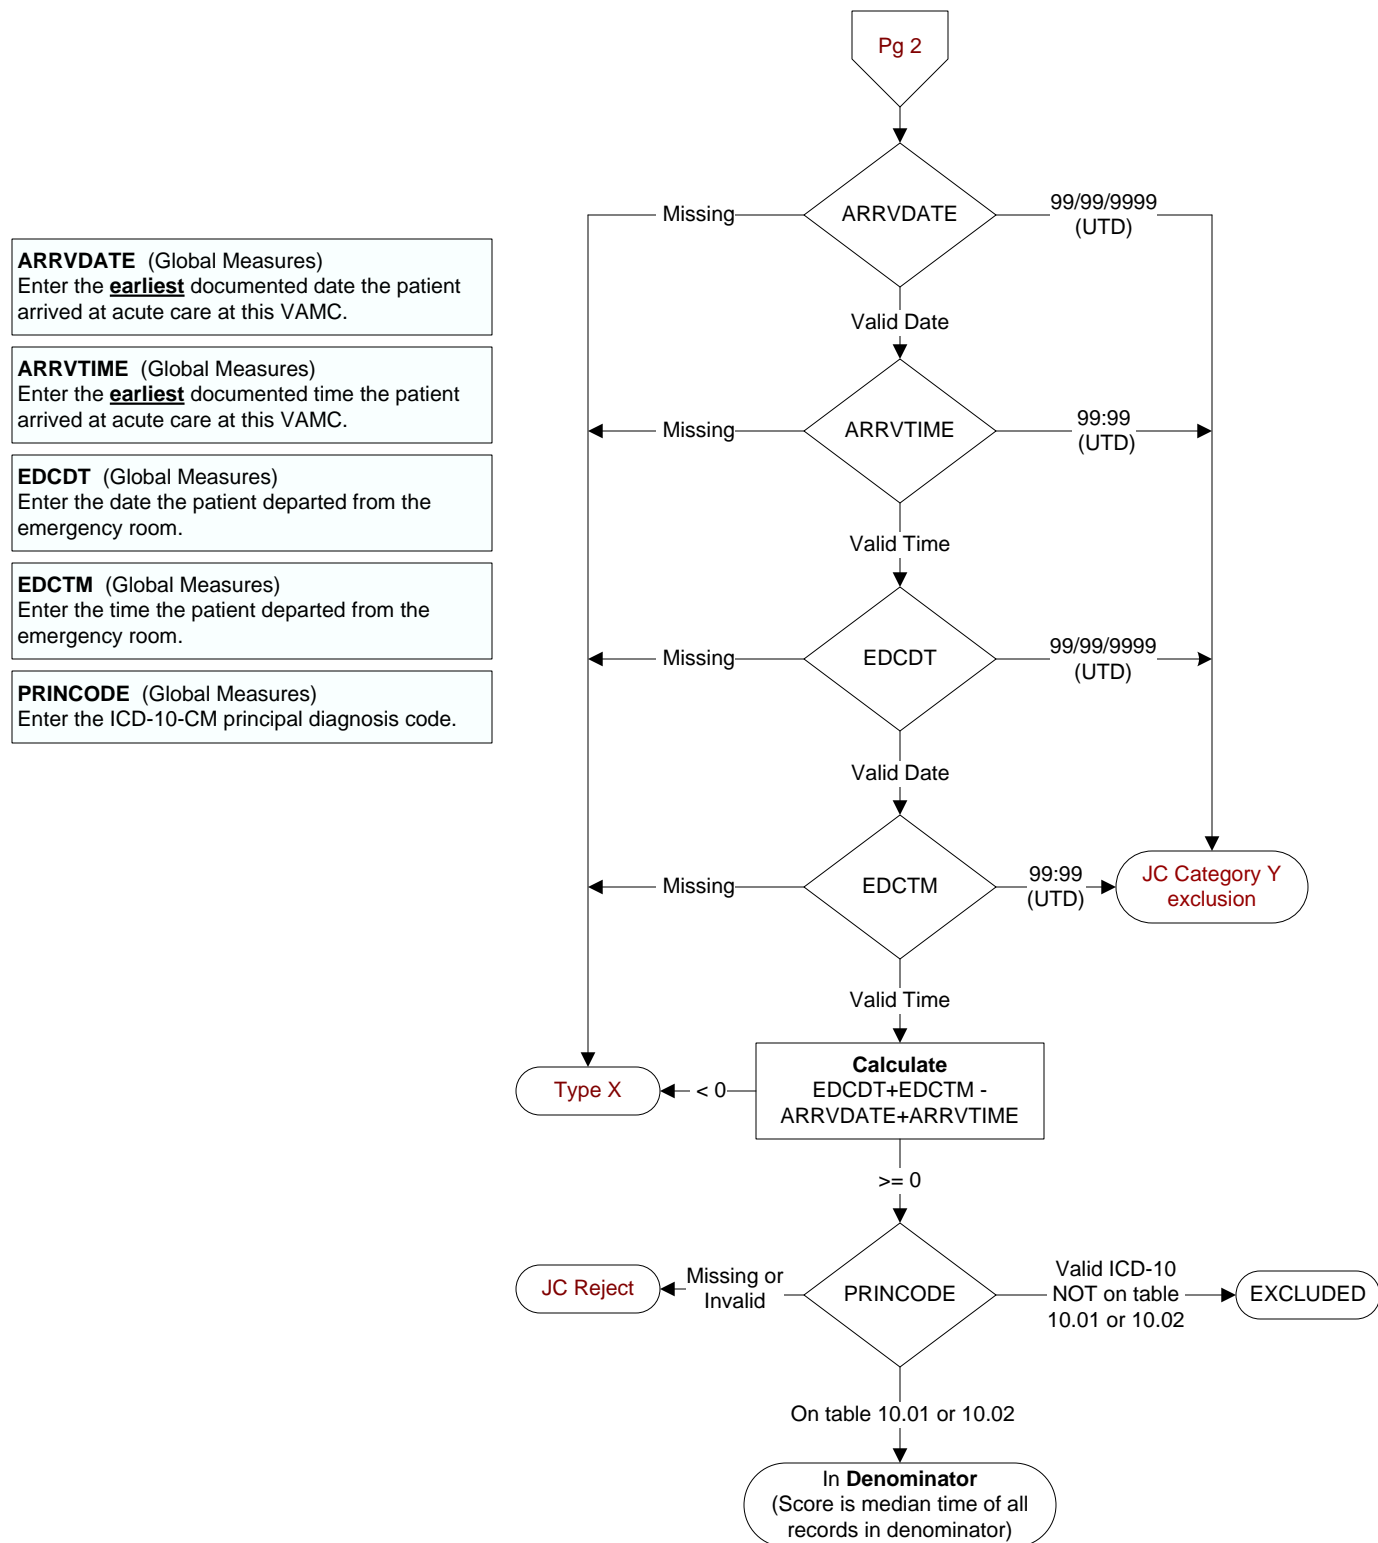 Pg 2
ARRVDATE
Missing
99/99/9999
(UTD)
ARRVDATE (Global Measures)
Enter the earliest documented date the patient
arrived at acute care at this VAMC.
Valid Date
ARRVTIME (Global Measures)
Enter the earliest documented time the patient
arrived at acute care at this VAMC.
ARRVTIME
Missing
99:99
(UTD)
EDCDT (Global Measures)
Enter the date the patient departed from the
emergency room.
Valid Time
EDCTM (Global Measures)
Enter the time the patient departed from the
emergency room.
EDCDT
Missing
99/99/9999
(UTD)
PRINCODE (Global Measures)
Enter the ICD-10-CM principal diagnosis code.
Valid Date
EDCTM
Missing
99:99
(UTD)
JC Category Y
exclusion
Valid Time
Calculate
EDCDT+EDCTM -
ARRVDATE+ARRVTIME
< 0
Type X
>= 0
PRINCODE
Missing or
Invalid
JC Reject
Valid ICD-10
NOT on table
10.01 or 10.02
EXCLUDED
On table 10.01 or 10.02
In Denominator
(Score is median time of all
records in denominator)